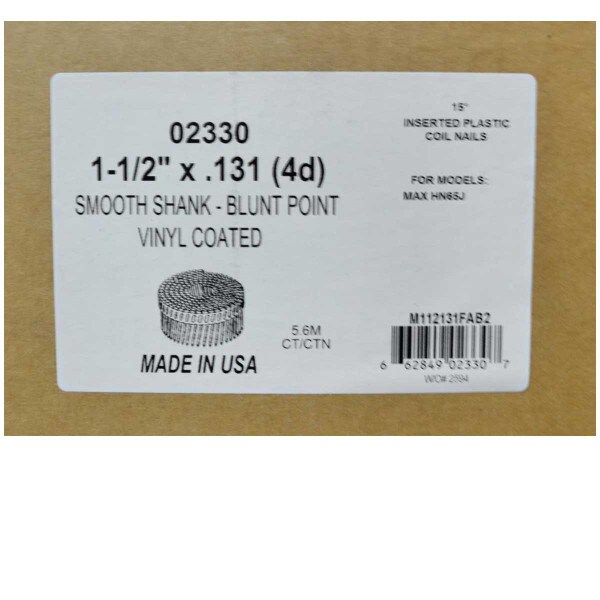 02330
1-1/2" x .131 (4d)
SMOOTH SHANK - BLUNT POINT
VINYL COATED
MADE IN USA
5.6M
CT/CTN
15°
INSERTED PLASTIC
COIL NAILS
FOR MODELS:
MAX HN65J
M112131FAB2
6 62849 02330 7
W/O# 2594